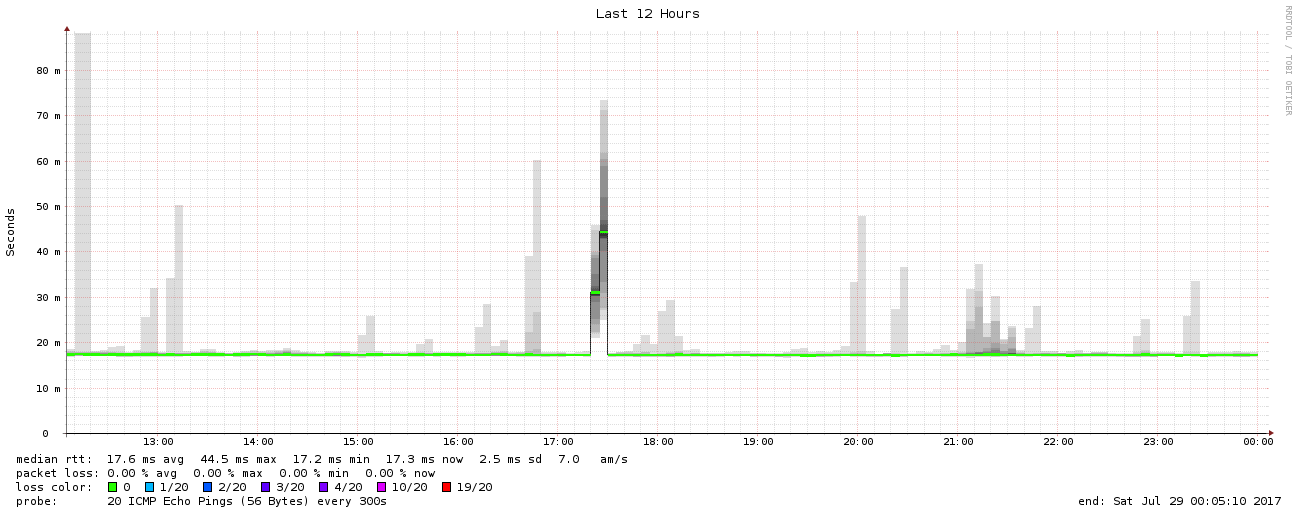 Last 12 Hours
RRDTOOL / TOBI OETIKER
Seconds
80 m
70 m
60 m
50 m
40 m
30 m
20 m
10 m
0
13:00 14:00 15:00 16:00 17:00 18:00 19:00 20:00 21:00 22:00 23:00 00:00
median rtt: 17.6 ms avg 44.5 ms max 17.2 ms min 17.3 ms now 2.5 ms sd 7.0 am/s
packet loss: 0.00 % avg 0.00 % max 0.00 % min 0.00 % now
loss color: 0 1/20 2/20 3/20 4/20 10/20 19/20
probe: 20 ICMP Echo Pings (56 Bytes) every 300s end: Sat Jul 29 00:05:10 2017